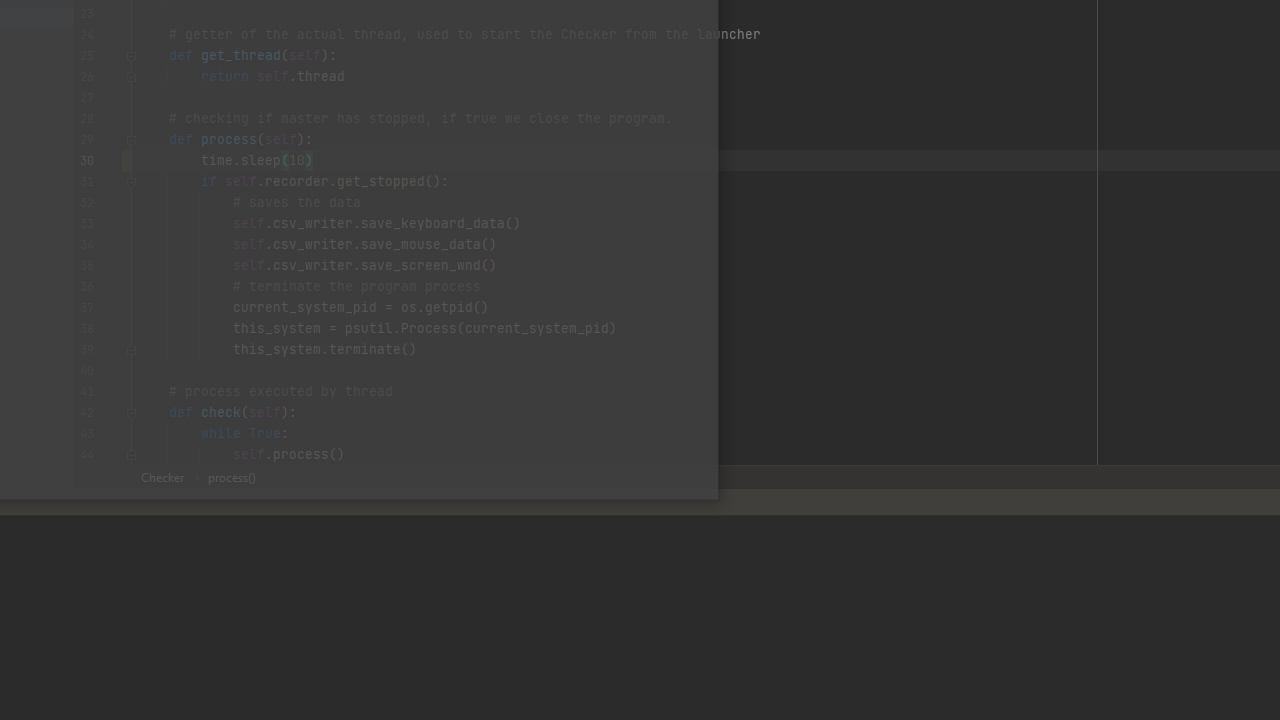 23
24 # getter of the actual thread, used to start the Checker from the launcher
25 def get_thread(self):
26 return self.thread
27
28 # checking if master has stopped, if true we close the program.
29 def process(self):
30 time.sleep(10)
31 if self.recorder.get_stopped():
32 # saves the data
33 self.csv_writer.save_keyboard_data()
34 self.csv_writer.save_mouse_data()
35 self.csv_writer.save_screen_wnd()
36 # terminate the program process
37 current_system_pid = os.getpid()
38 this_system = psutil.Process(current_system_pid)
39 this_system.terminate()
40
41 # process executed by thread
42 def check(self):
43 while True:
44 self.process()
Checker › process()